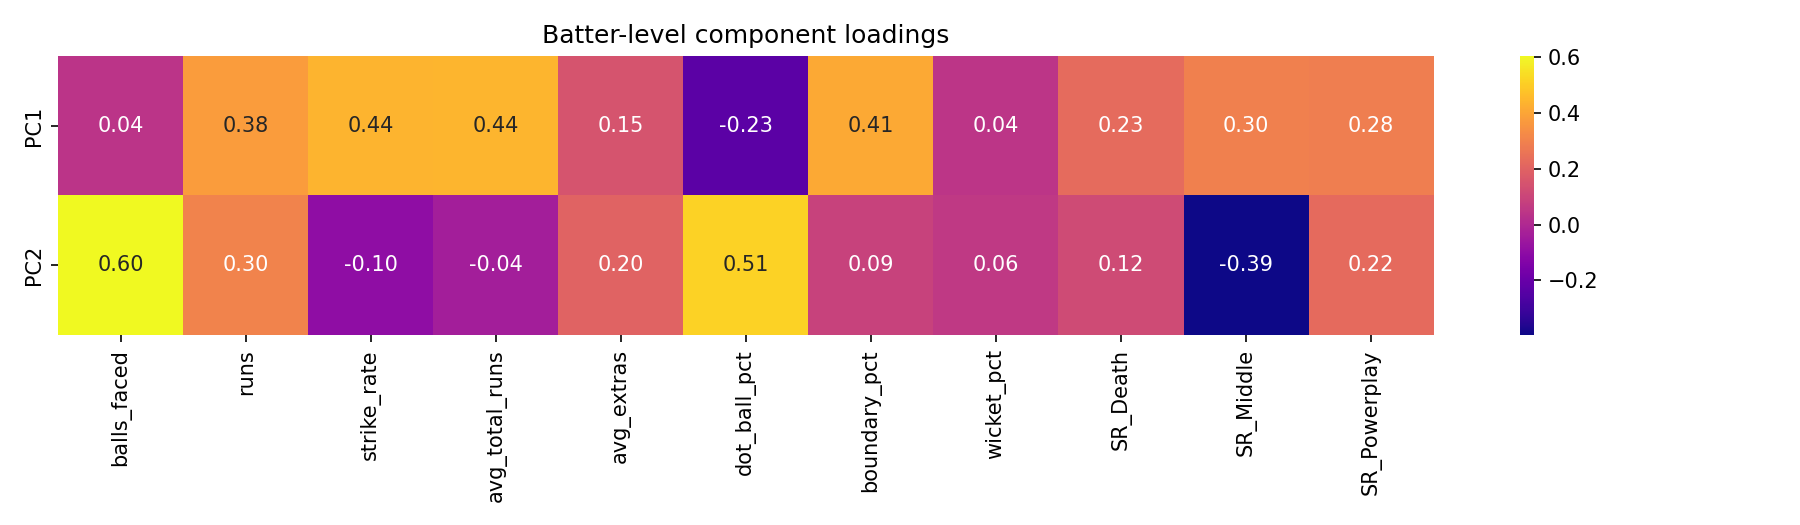 Batter-level component loadings
PC1
0.04 0.38 0.44 0.44 0.15 -0.23 0.41 0.04 0.23 0.30 0.28
PC2
0.60 0.30 -0.10 -0.04 0.20 0.51 0.09 0.06 0.12 -0.39 0.22
balls_faced
runs
strike_rate
avg_total_runs
avg_extras
dot_ball_pct
boundary_pct
wicket_pct
SR_Death
SR_Middle
SR_Powerplay
0.6
0.4
0.2
0.0
−0.2